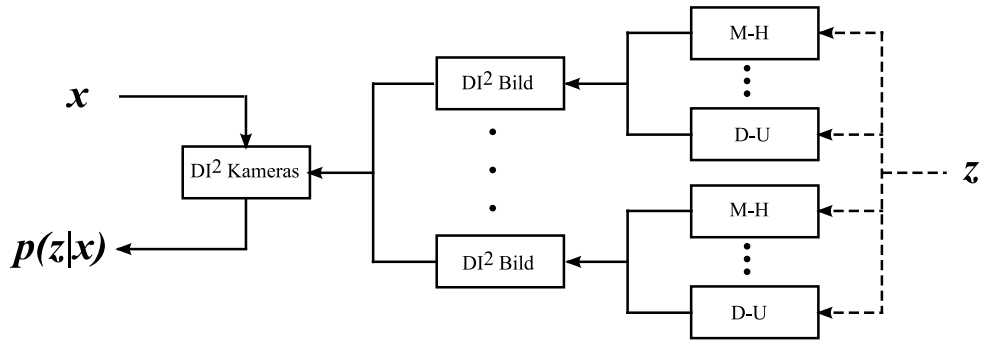 M-H
DI² Bild
x
D-U
DI² Kameras
z
M-H
p(z|x)
DI² Bild
D-U